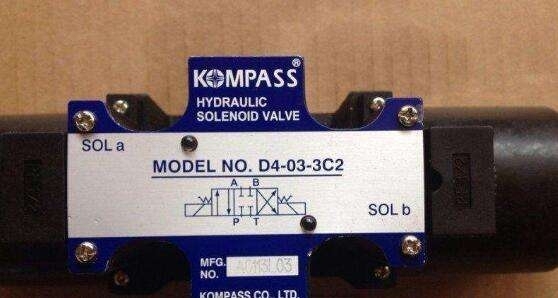 KOMPASS®
HYDRAULIC
SOLENOID VALVE
SOL a
MODEL NO. D4-03-3C2
A B
P T
SOL b
MFG.
NO.
KOMPASS CO., LTD.